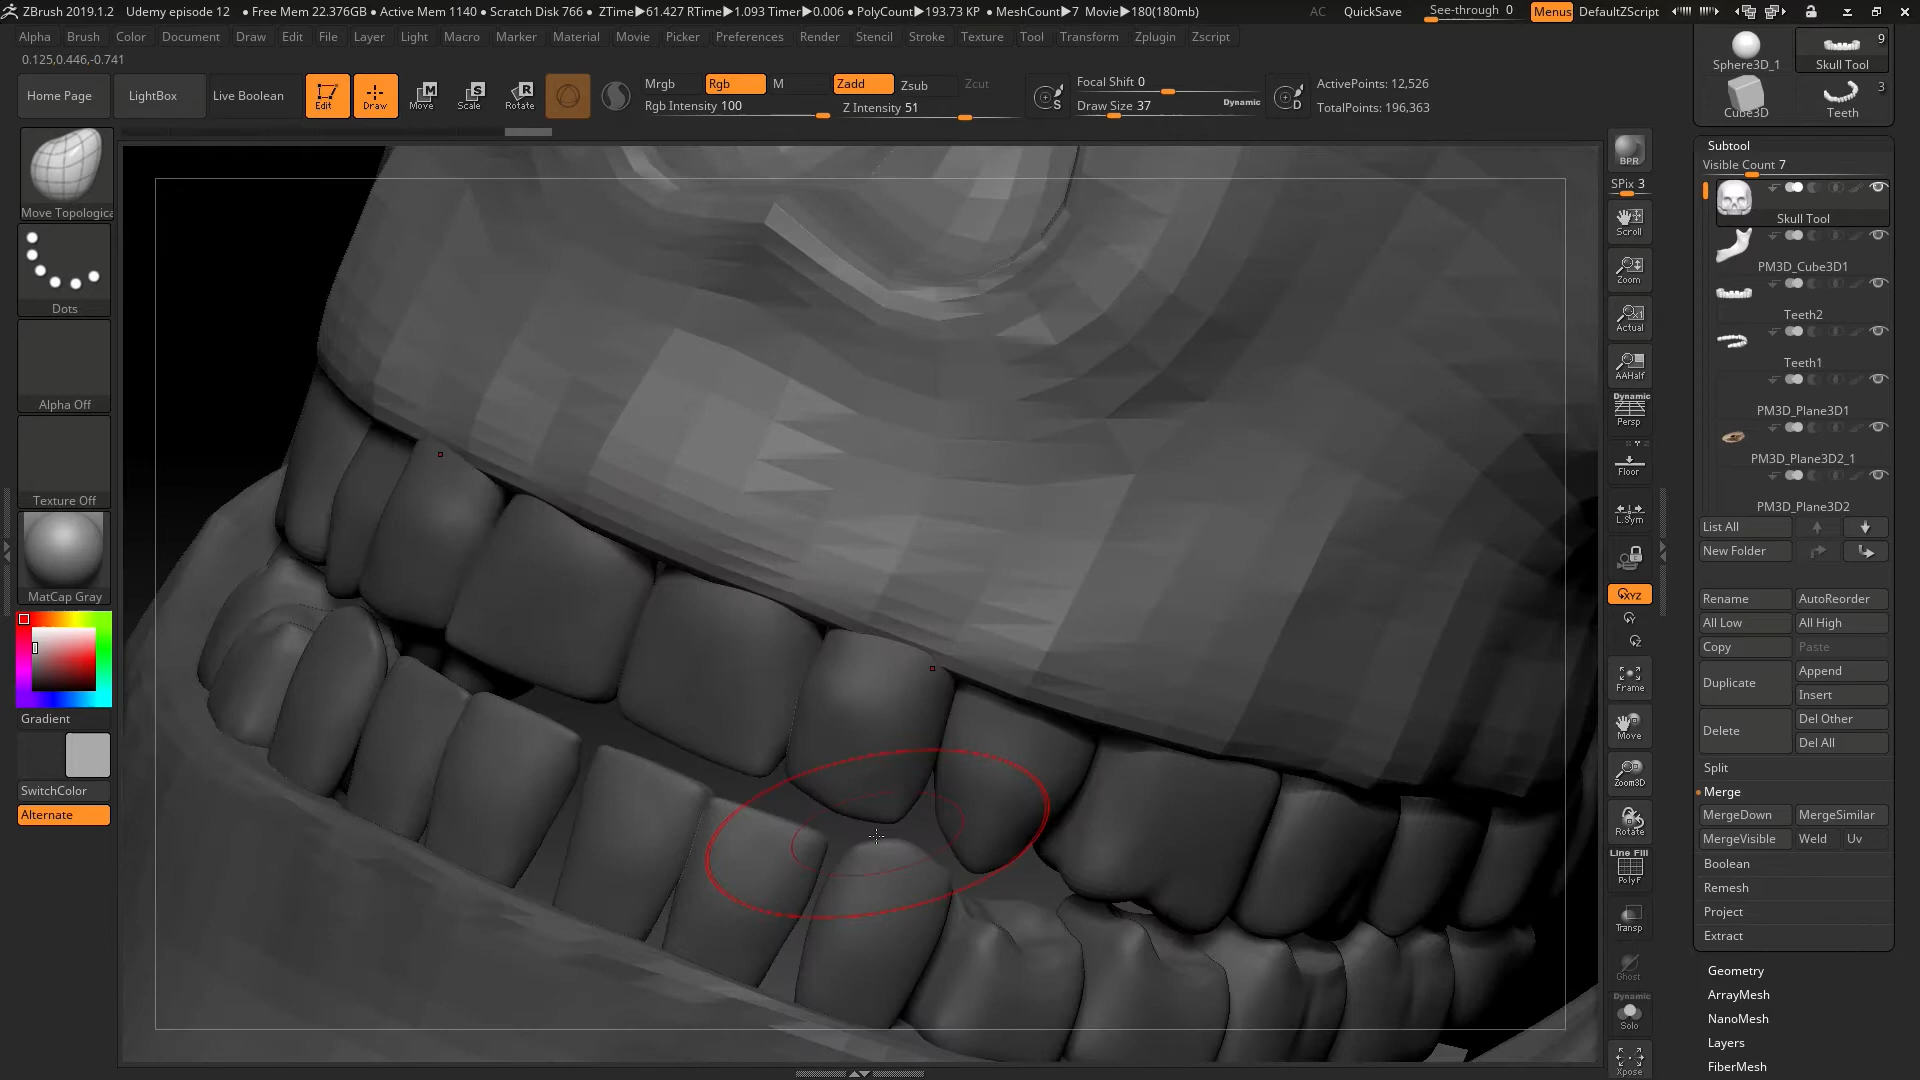 ZBrush 2019.1.2 Udemy episode 12 ● Free Mem 22.376GB ● Active Mem 1140 ● Scratch Disk 766 ● ZTime▶61.427 RTime▶1.093 Timer▶0.006 ● PolyCount▶193.73 KP ● MeshCount▶7 Movie▶180(180mb) AC QuickSave See-through 0 Menus DefaultZScript
Alpha Brush Color Document Draw Edit File Layer Light Macro Marker Material Movie Picker Preferences Render Stencil Stroke Texture Tool Transform Zplugin Zscript
0.125,0.446,-0.741
Home Page LightBox Live Boolean Edit Draw Move Scale Rotate
Mrgb Rgb M Zadd Zsub Zcut
Rgb Intensity 100 Z Intensity 51
S Focal Shift 0
Draw Size 37 Dynamic D
ActivePoints: 12,526
TotalPoints: 196,363
Move Topologica
Dots
Alpha Off
Texture Off
MatCap Gray
Gradient
SwitchColor
Alternate
BPR
SPix 3
Scroll
Zoom
Actual
AAHalf
Dynamic
Persp
Floor
L.Sym
XYZ
Y
Z
Frame
Move
Zoom3D
Rotate
Line Fill
PolyF
Transp
Ghost
Dynamic
Solo
Xpose
Sphere3D_1 9 Skull Tool
Cube3D 3 Teeth
Subtool
Visible Count 7
Skull Tool
PM3D_Cube3D1
Teeth2
Teeth1
PM3D_Plane3D1
PM3D_Plane3D2_1
PM3D_Plane3D2
List All
New Folder
Rename AutoReorder
All Low All High
Copy Paste
Duplicate Append
Insert
Delete Del Other
Del All
Split
Merge
MergeDown MergeSimilar
MergeVisible Weld Uv
Boolean
Remesh
Project
Extract
Geometry
ArrayMesh
NanoMesh
Layers
FiberMesh